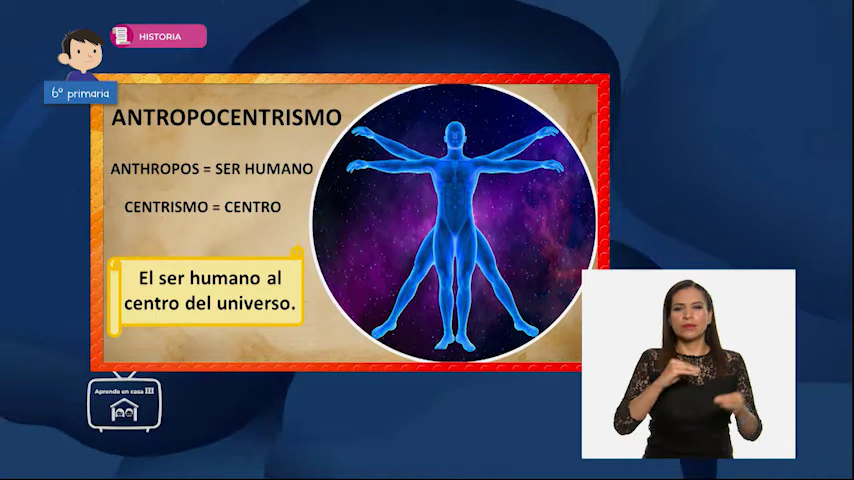 HISTORIA
6º primaria
ANTROPOCENTRISMO
ANTHROPOS = SER HUMANO
CENTRISMO = CENTRO
El ser humano al
centro del universo.
Aprende en casa III